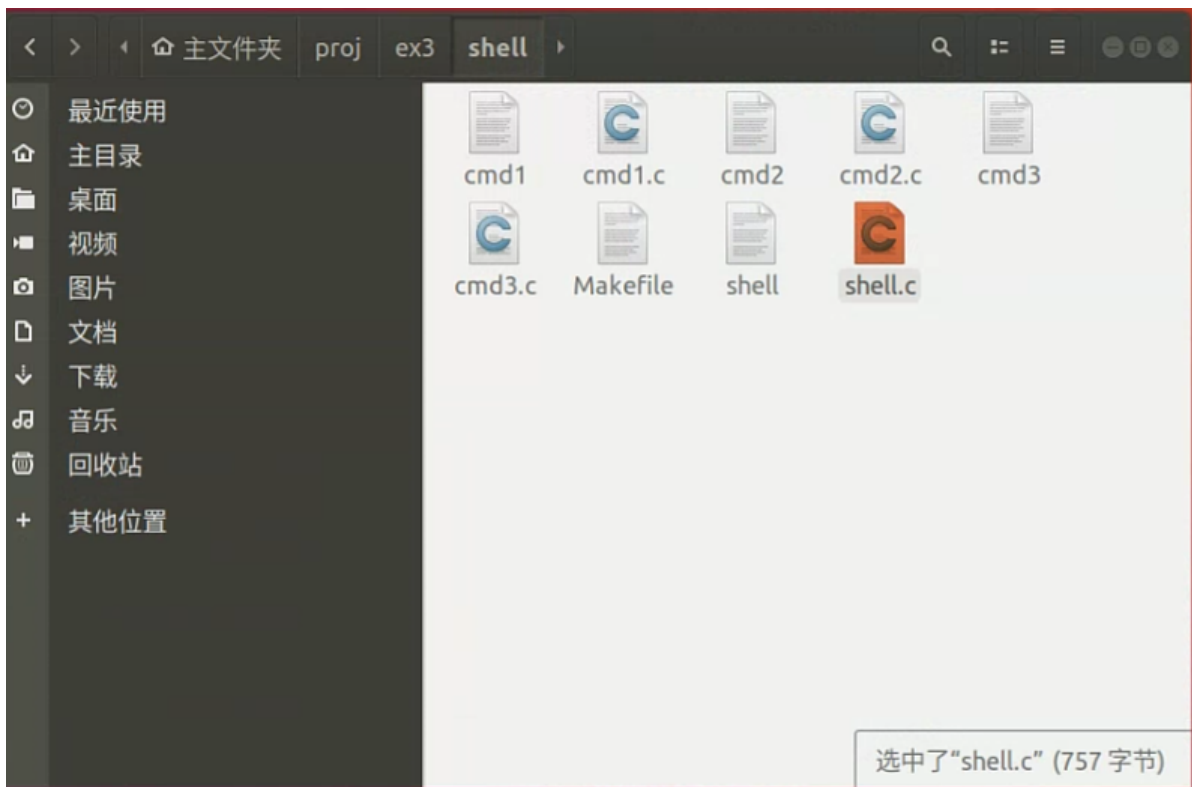 主文件夹 proj ex3 shell
最近使用
主目录
桌面
视频
图片
文档
下载
音乐
回收站
其他位置
cmd1 cmd1.c cmd2 cmd2.c cmd3
cmd3.c Makefile shell shell.c
选中了“shell.c” (757 字节)